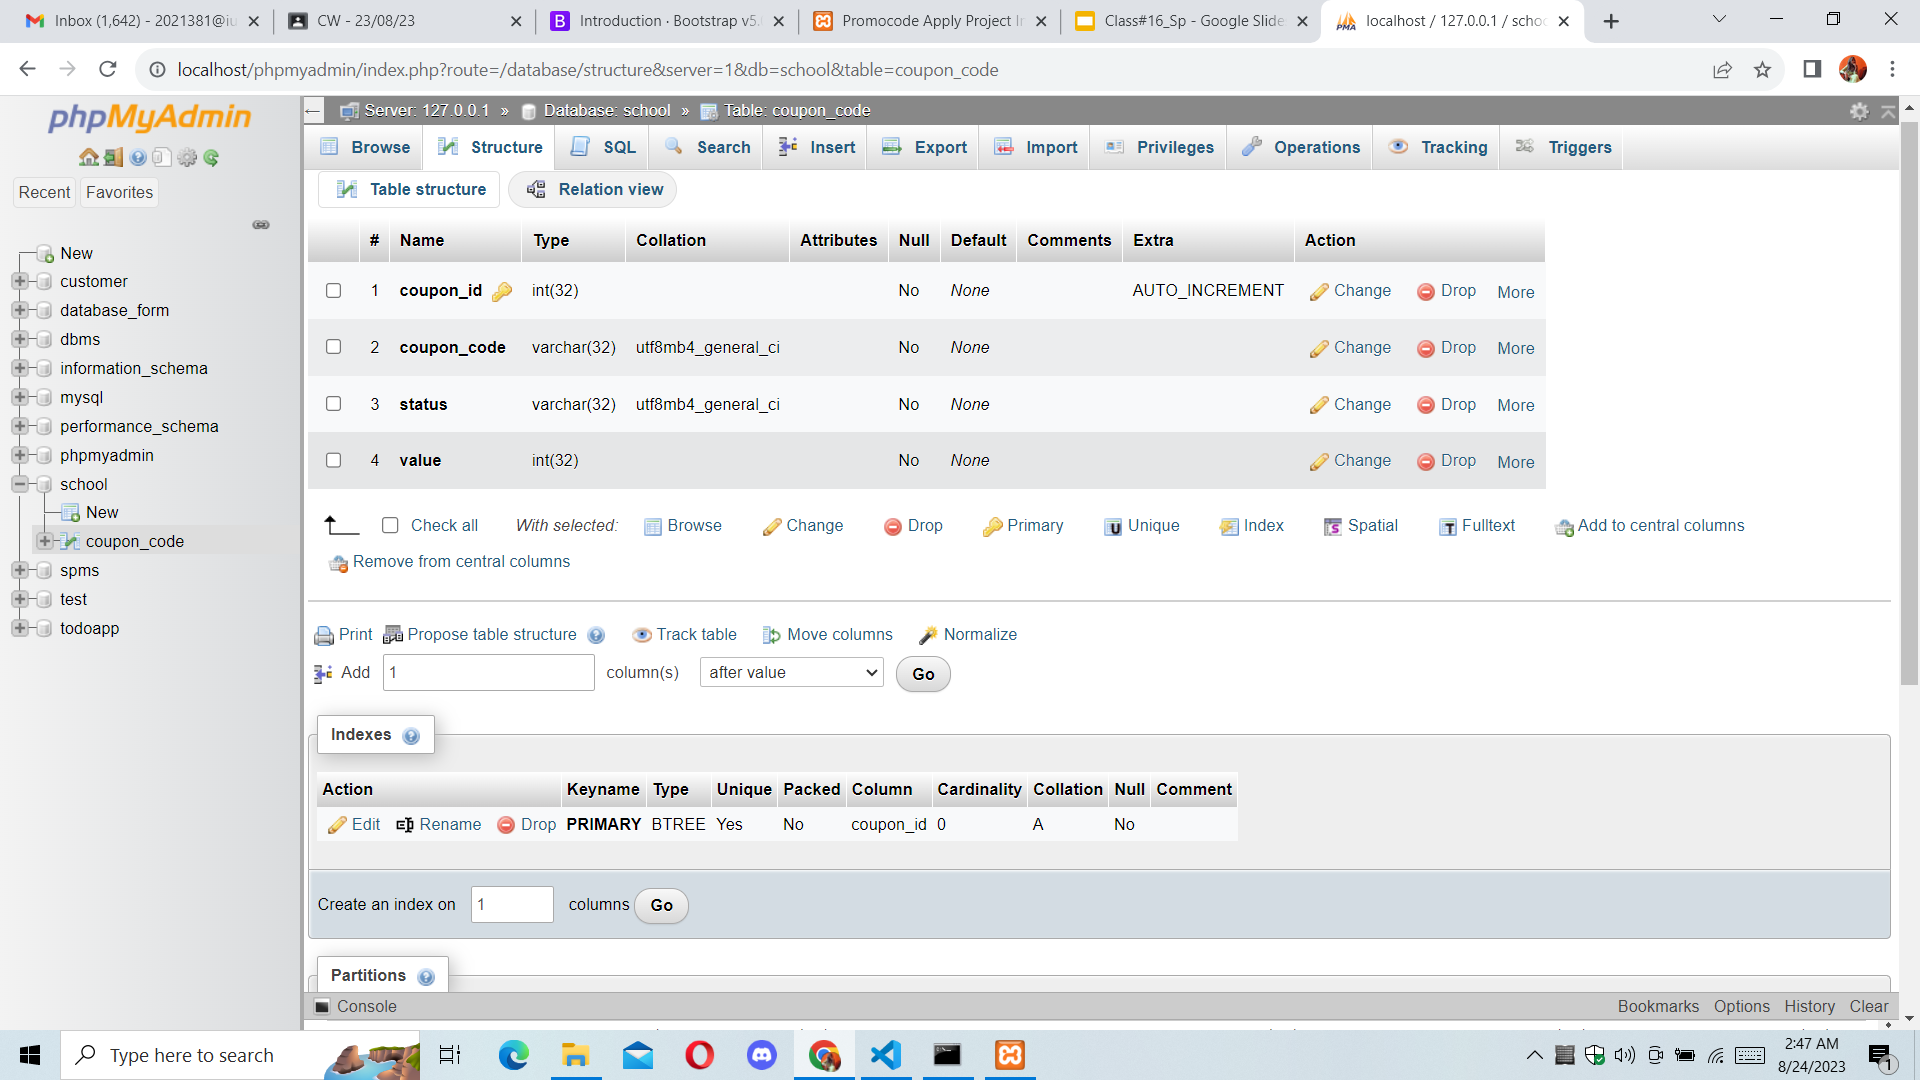 Inbox (1,642) - 2021381@iu
CW - 23/08/23
Introduction · Bootstrap v5.
Promocode Apply Project In
Class#16_Sp - Google Slide
localhost / 127.0.0.1 / schoo
localhost/phpmyadmin/index.php?route=/database/structure&server=1&db=school&table=coupon_code
phpMyAdmin
Recent
Favorites
New
customer
database_form
dbms
information_schema
mysql
performance_schema
phpmyadmin
school
New
coupon_code
spms
test
todoapp
Server: 127.0.0.1 » Database: school » Table: coupon_code
Browse Structure SQL Search Insert Export Import Privileges Operations Tracking Triggers
Table structure Relation view
# Name Type Collation Attributes Null Default Comments Extra Action
1 coupon_id int(32) No None AUTO_INCREMENT Change Drop More
2 coupon_code varchar(32) utf8mb4_general_ci No None Change Drop More
3 status varchar(32) utf8mb4_general_ci No None Change Drop More
4 value int(32) No None Change Drop More
Check all With selected: Browse Change Drop Primary Unique Index Spatial Fulltext Add to central columns
Remove from central columns
Print Propose table structure Track table Move columns Normalize
Add 1 column(s) after value Go
Indexes
Action Keyname Type Unique Packed Column Cardinality Collation Null Comment
Edit Rename Drop PRIMARY BTREE Yes No coupon_id 0 A No
Create an index on 1 columns Go
Partitions
Console Bookmarks Options History Clear
Type here to search
2:47 AM
8/24/2023
1